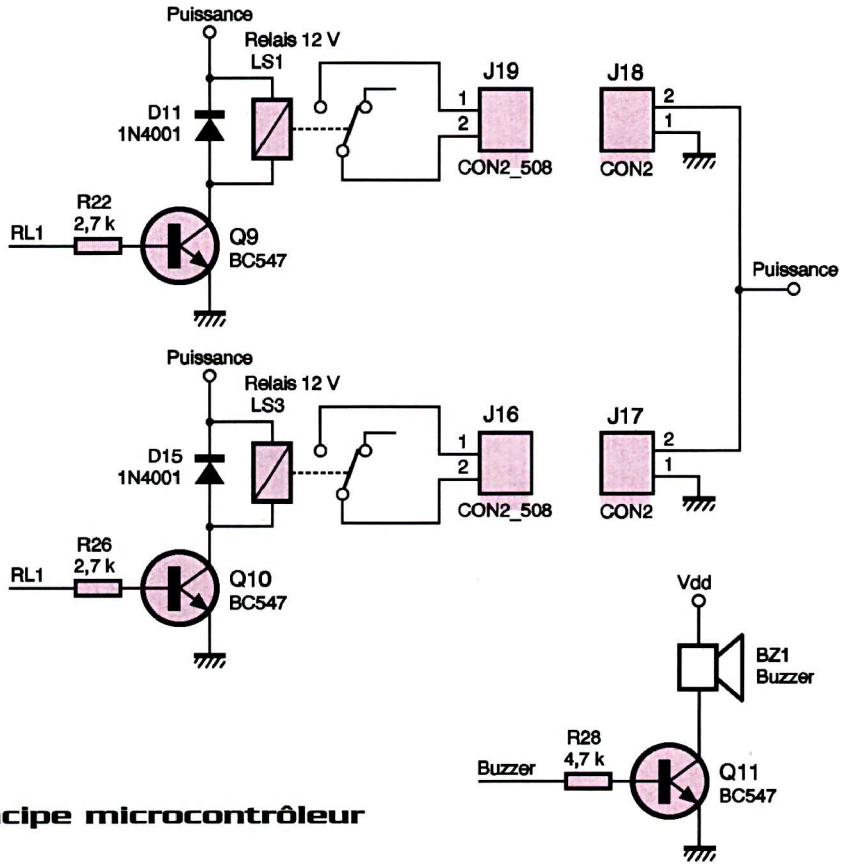 Puissance
Relais 12 V
LS1
D11
1N4001
R22
2,7 k
RL1
Q9
BC547
J19
1
2
CON2_508
J18
2
1
CON2
Puissance
Puissance
Relais 12 V
LS3
D15
1N4001
R26
2,7 k
RL1
Q10
BC547
J16
1
2
CON2_508
J17
2
1
CON2
Vdd
BZ1
Buzzer
R28
4,7 k
Buzzer
Q11
BC547
cipe microcontrôleur